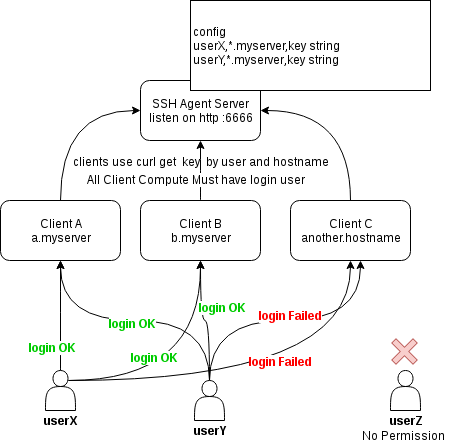 config
userX,*.myserver,key string
userY,*.myserver,key string
SSH Agent Server
listen on http :6666
clients use curl get key by user and hostname
All Client Compute Must have login user
Client A
a.myserver
Client B
b.myserver
Client C
another.hostname
login OK
login OK
login Failed
login OK
login OK
login Failed
userX
userY
userZ
No Permission